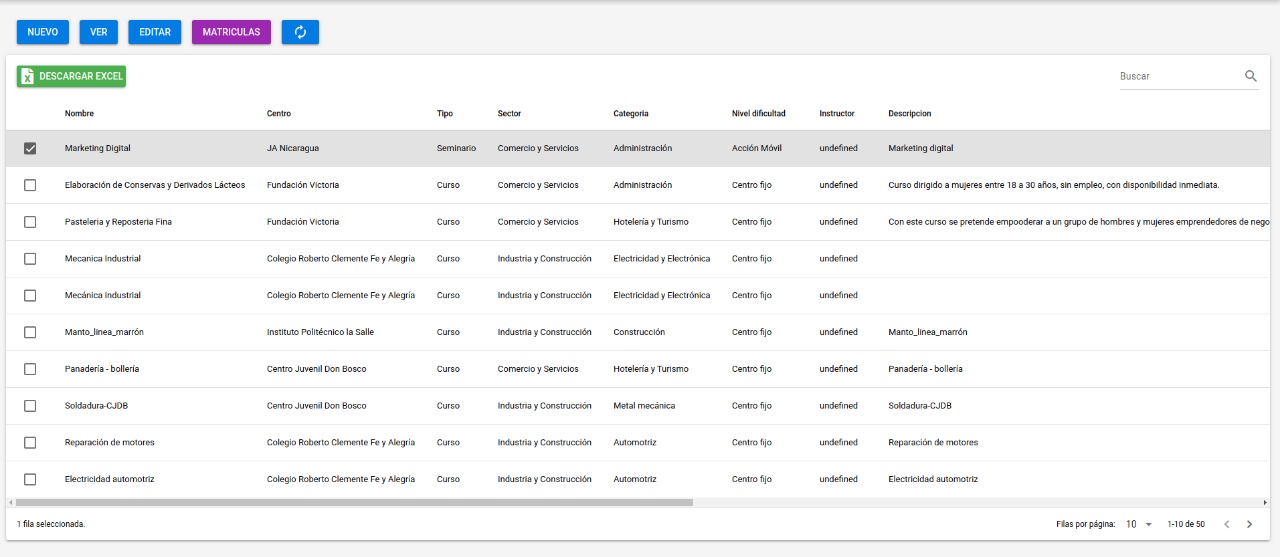 NUEVO VER EDITAR MATRICULAS
DESCARGAR EXCEL Buscar
Nombre Centro Tipo Sector Categoria Nivel dificultad Instructor Descripcion
Marketing Digital JA Nicaragua Seminario Comercio y Servicios Administración Acción Móvil undefined Marketing digital
Elaboración de Conservas y Derivados Lácteos Fundación Victoria Curso Comercio y Servicios Administración Centro fijo undefined Curso dirigido a mujeres entre 18 a 30 años, sin empleo, con disponibilidad inmediata.
Pasteleria y Reposteria Fina Fundación Victoria Curso Comercio y Servicios Hotelería y Turismo Centro fijo undefined Con este curso se pretende empooderar a un grupo de hombres y mujeres emprendedores de nego
Mecanica Industrial Colegio Roberto Clemente Fe y Alegría Curso Industria y Construcción Electricidad y Electrónica Centro fijo undefined
Mecánica Industrial Colegio Roberto Clemente Fe y Alegría Curso Industria y Construcción Electricidad y Electrónica Centro fijo undefined
Manto_linea_marrón Instituto Politécnico la Salle Curso Industria y Construcción Construcción Centro fijo undefined Manto_linea_marrón
Panadería - bollería Centro Juvenil Don Bosco Curso Comercio y Servicios Hotelería y Turismo Centro fijo undefined Panadería - bollería
Soldadura-CJDB Centro Juvenil Don Bosco Curso Industria y Construcción Metal mecánica Centro fijo undefined Soldadura-CJDB
Reparación de motores Colegio Roberto Clemente Fe y Alegría Curso Industria y Construcción Automotriz Centro fijo undefined Reparación de motores
Electricidad automotriz Colegio Roberto Clemente Fe y Alegría Curso Industria y Construcción Automotriz Centro fijo undefined Electricidad automotriz
1 fila seleccionada. Filas por página: 10 1-10 de 50